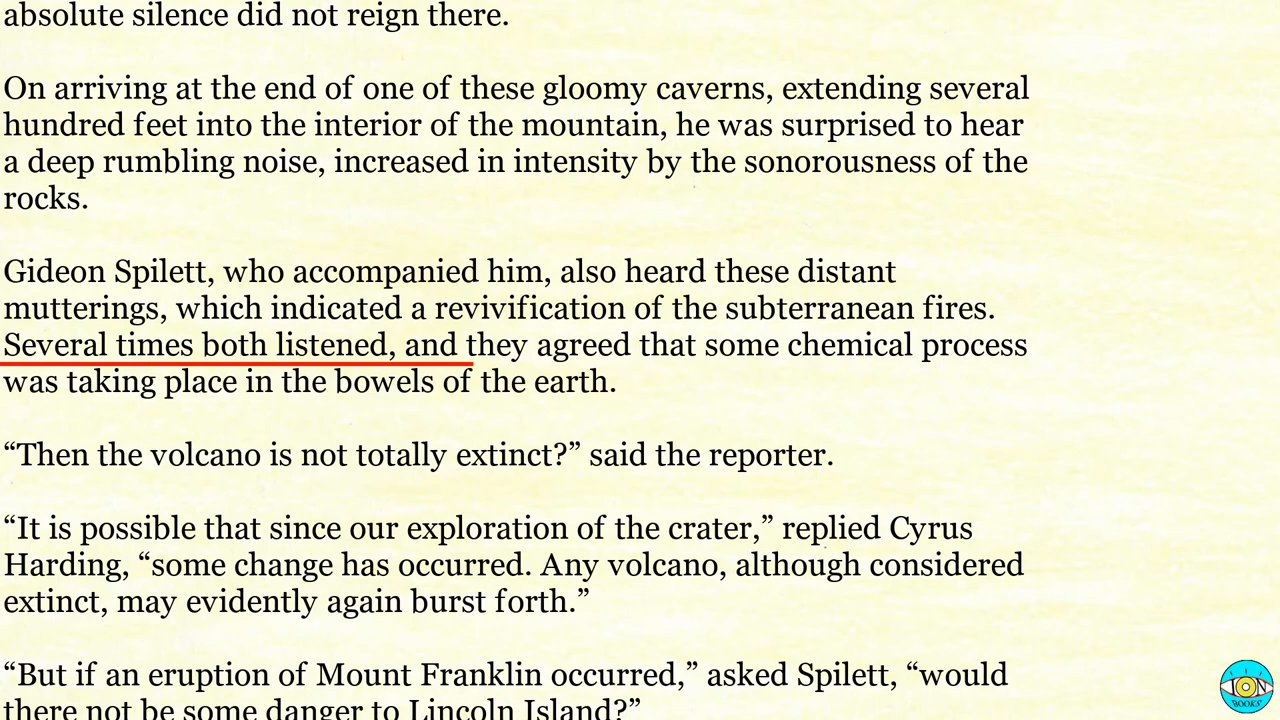 absolute silence did not reign there.
On arriving at the end of one of these gloomy caverns, extending several
hundred feet into the interior of the mountain, he was surprised to hear
a deep rumbling noise, increased in intensity by the sonorousness of the
rocks.
Gideon Spilett, who accompanied him, also heard these distant
mutterings, which indicated a revivification of the subterranean fires.
Several times both listened, and they agreed that some chemical process
was taking place in the bowels of the earth.
“Then the volcano is not totally extinct?” said the reporter.
“It is possible that since our exploration of the crater,” replied Cyrus
Harding, “some change has occurred. Any volcano, although considered
extinct, may evidently again burst forth.”
“But if an eruption of Mount Franklin occurred,” asked Spilett, “would
there not be some danger to Lincoln Island?”
ION
BOOKS